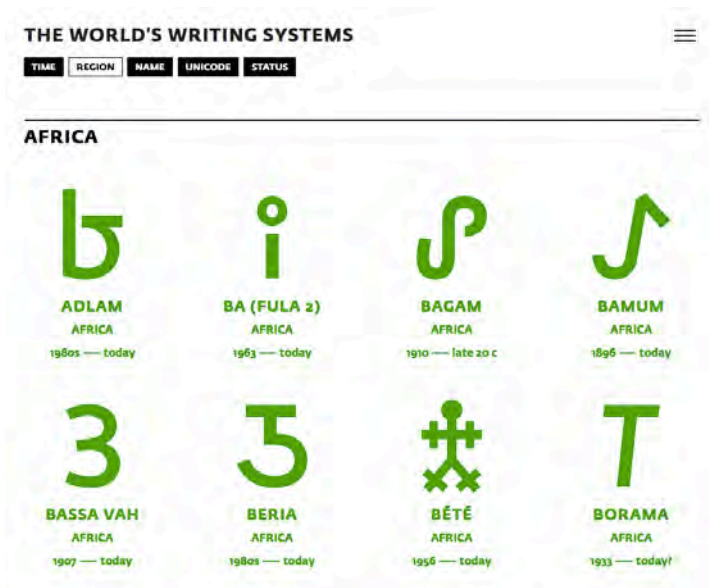 THE WORLD'S WRITING SYSTEMS
TIME REGION NAME UNICODE STATUS
AFRICA
ADLAM BA (FULA 2) BAGAM BAMUM
AFRICA AFRICA AFRICA AFRICA
1980s — today 1963 — today 1910 — late 20 c 1896 — today
BASSA VAH BERIA BÉTÉ BORAMA
AFRICA AFRICA AFRICA AFRICA
1907 — today 1980s — today 1956 — today 1933 — today?